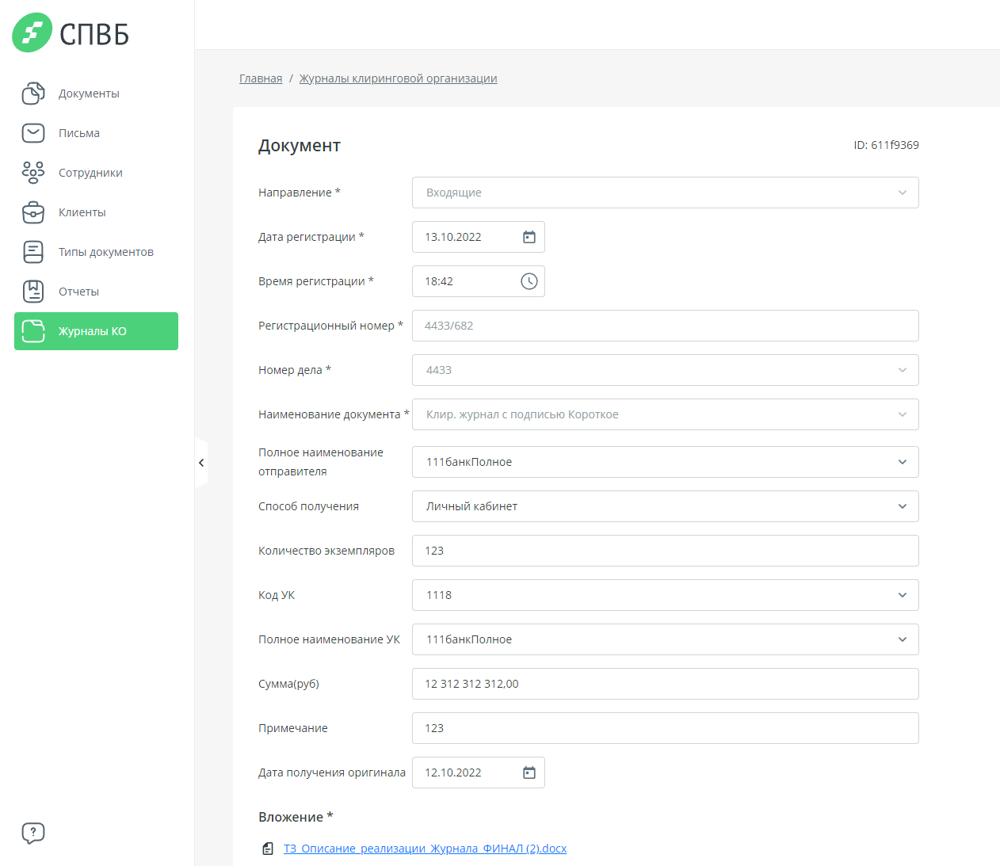 СПВБ
Документы
Письма
Сотрудники
Клиенты
Типы документов
Отчеты
Журналы КО
Главная / Журналы клиринговой организации
Документ
ID: 611f9369
Направление * Входящие
Дата регистрации * 13.10.2022
Время регистрации * 18:42
Регистрационный номер * 4433/682
Номер дела * 4433
Наименование документа * Клир. журнал с подписью Короткое
Полное наименование
отправителя
111банкПолное
Способ получения Личный кабинет
Количество экземпляров 123
Код УК 1118
Полное наименование УК 111банкПолное
Сумма(руб) 12 312 312 312,00
Примечание 123
Дата получения оригинала 12.10.2022
Вложение *
ТЗ_Описание_реализации_Журнала_ФИНАЛ (2).docx